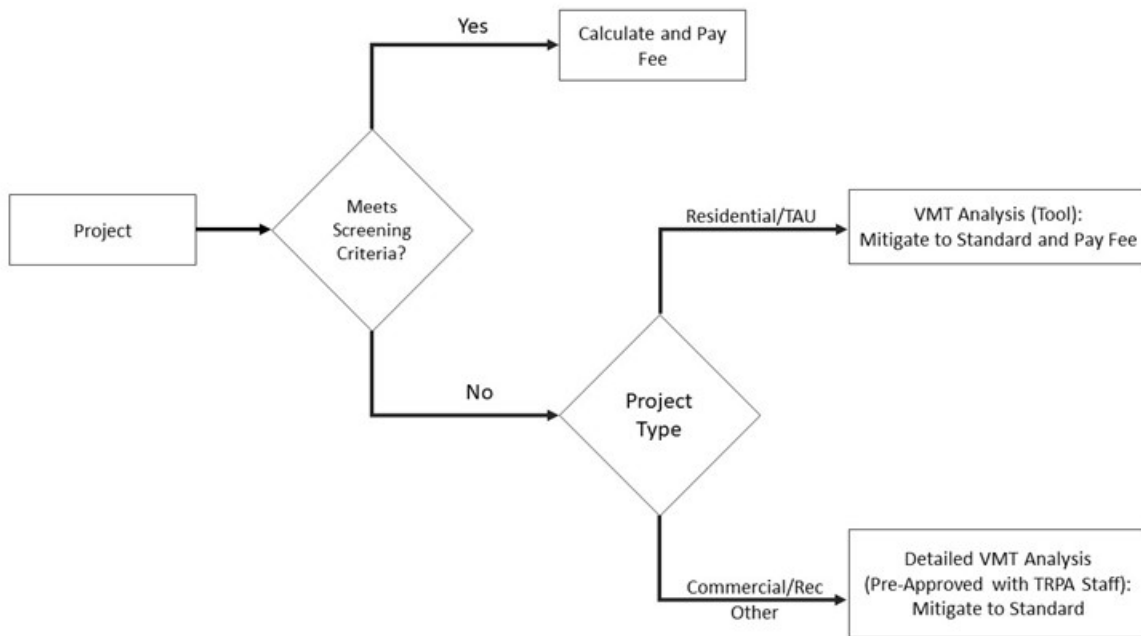 Yes
Calculate and Pay
Fee
Meets
Screening
Criteria?
Project
Residential/TAU
VMT Analysis (Tool):
Mitigate to Standard and Pay Fee
No
Project
Type
Commercial/Rec
Other
Detailed VMT Analysis
(Pre-Approved with TRPA Staff):
Mitigate to Standard